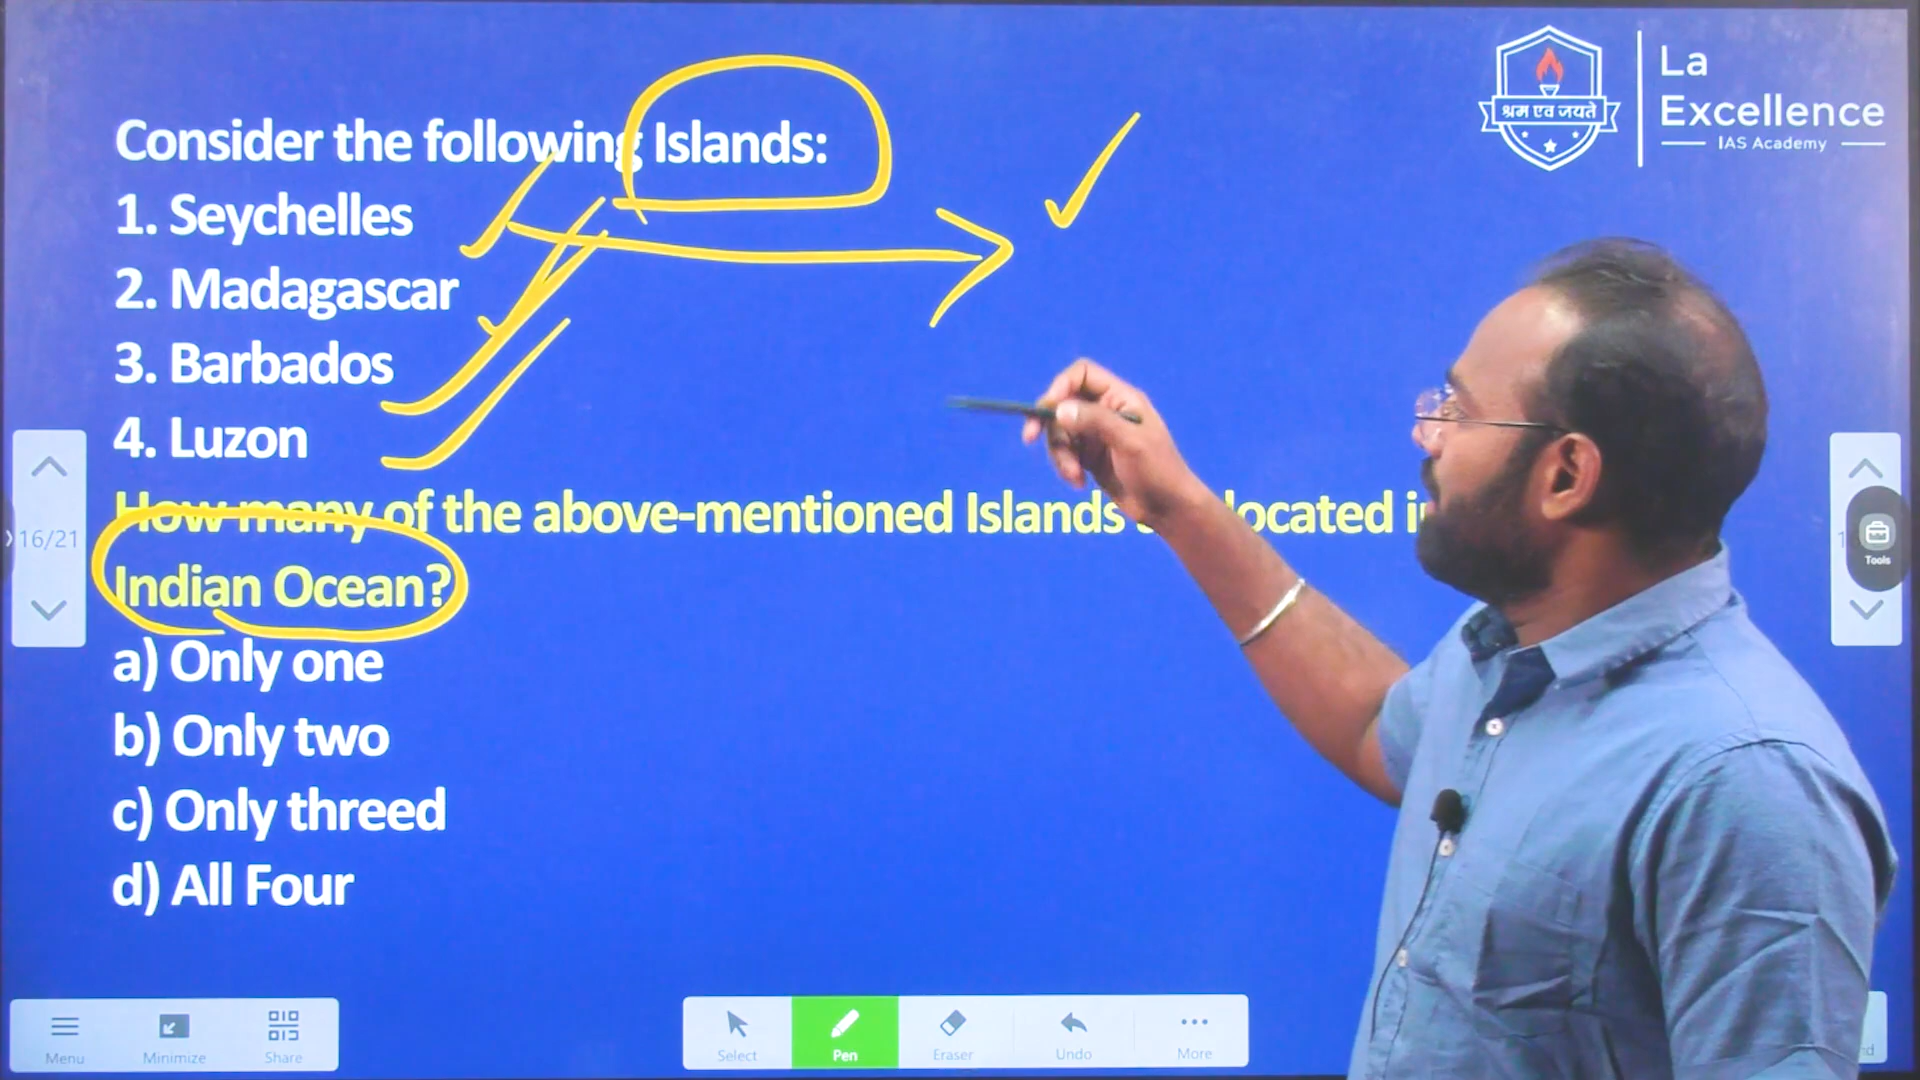 श्रम एव जयते
La
Excellence
IAS Academy
Consider the following Islands:
1. Seychelles
2. Madagascar
3. Barbados
4. Luzon
How many of the above-mentioned Islands located
Indian Ocean?
a) Only one
b) Only two
c) Only threed
d) All Four
16/21
Tools
Menu
Minimize
Share
Select
Pen
Eraser
Undo
More